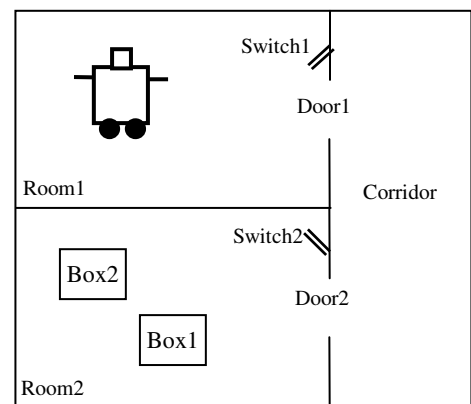 Switch1
Door1
Room1
Corridor
Switch2
Box2
Door2
Box1
Room2